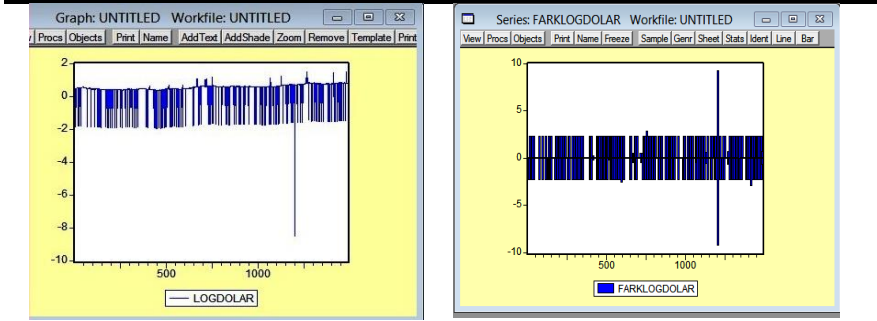 Graph: UNTITLED Workfile: UNTITLED
Procs Objects Print Name AddText AddShade Zoom Remove Template Print
2
0
-2
-4
-6
-8
-10
500 1000
LOGDOLAR
Series: FARKLOGDOLAR Workfile: UNTITLED
View Procs Objects Print Name Freeze Sample Genr Sheet Stats Ident Line Bar
10
5
0
-5
-10
500 1000
FARKLOGDOLAR